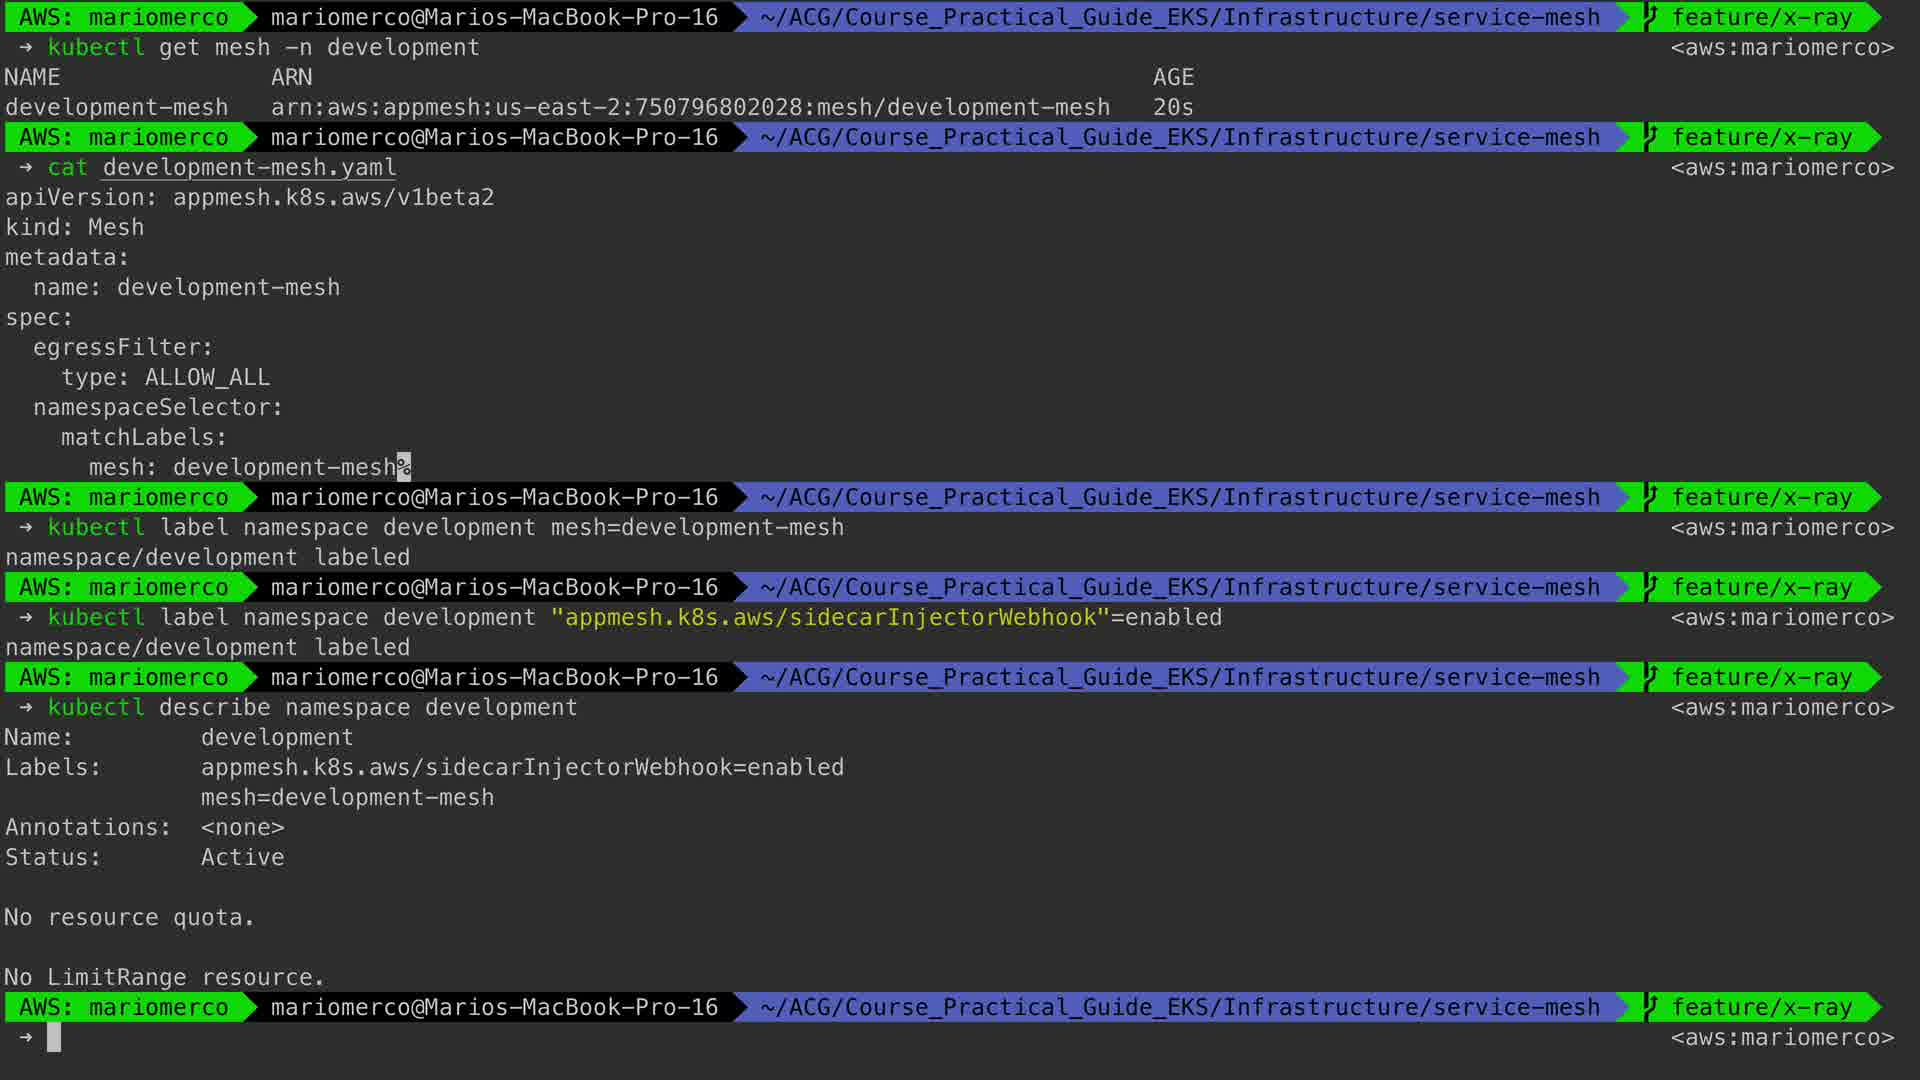 AWS: mariomerco mariomerco@Marios-MacBook-Pro-16 ~/ACG/Course_Practical_Guide_EKS/Infrastructure/service-mesh feature/x-ray
→ kubectl get mesh -n development <aws:mariomerco>
NAME ARN AGE
development-mesh arn:aws:appmesh:us-east-2:750796802028:mesh/development-mesh 20s
AWS: mariomerco mariomerco@Marios-MacBook-Pro-16 ~/ACG/Course_Practical_Guide_EKS/Infrastructure/service-mesh feature/x-ray
→ cat development-mesh.yaml <aws:mariomerco>
apiVersion: appmesh.k8s.aws/v1beta2
kind: Mesh
metadata:
  name: development-mesh
spec:
  egressFilter:
    type: ALLOW_ALL
  namespaceSelector:
    matchLabels:
      mesh: development-mesh%
AWS: mariomerco mariomerco@Marios-MacBook-Pro-16 ~/ACG/Course_Practical_Guide_EKS/Infrastructure/service-mesh feature/x-ray
→ kubectl label namespace development mesh=development-mesh <aws:mariomerco>
namespace/development labeled
AWS: mariomerco mariomerco@Marios-MacBook-Pro-16 ~/ACG/Course_Practical_Guide_EKS/Infrastructure/service-mesh feature/x-ray
→ kubectl label namespace development "appmesh.k8s.aws/sidecarInjectorWebhook"=enabled <aws:mariomerco>
namespace/development labeled
AWS: mariomerco mariomerco@Marios-MacBook-Pro-16 ~/ACG/Course_Practical_Guide_EKS/Infrastructure/service-mesh feature/x-ray
→ kubectl describe namespace development <aws:mariomerco>
Name: development
Labels: appmesh.k8s.aws/sidecarInjectorWebhook=enabled
mesh=development-mesh
Annotations: <none>
Status: Active
No resource quota.
No LimitRange resource.
AWS: mariomerco mariomerco@Marios-MacBook-Pro-16 ~/ACG/Course_Practical_Guide_EKS/Infrastructure/service-mesh feature/x-ray
→ <aws:mariomerco>